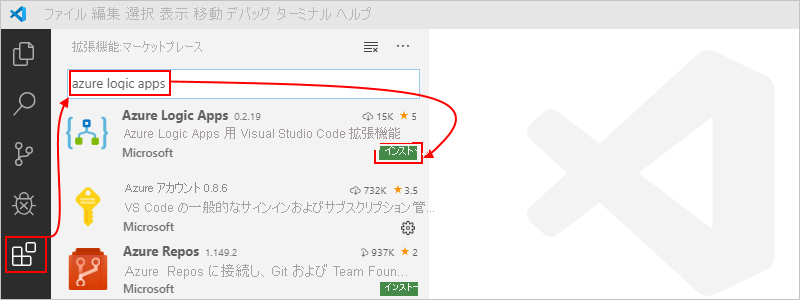 ファイル 編集 選択 表示 移動 デバッグ ターミナル ヘルプ
拡張機能:マーケットプレース
azure logic apps
Azure Logic Apps 0.2.19 15K 5
Azure Logic Apps 用 Visual Studio Code 拡張機能
Microsoft インストー
Azure アカウント 0.8.6 732K 3.5
VS Code の一般的なサインインおよびサブスクリプション管...
Microsoft
Azure Repos 1.149.2 937K 2
Azure Repos に接続し、Git および Team Foun...
Microsoft インストー